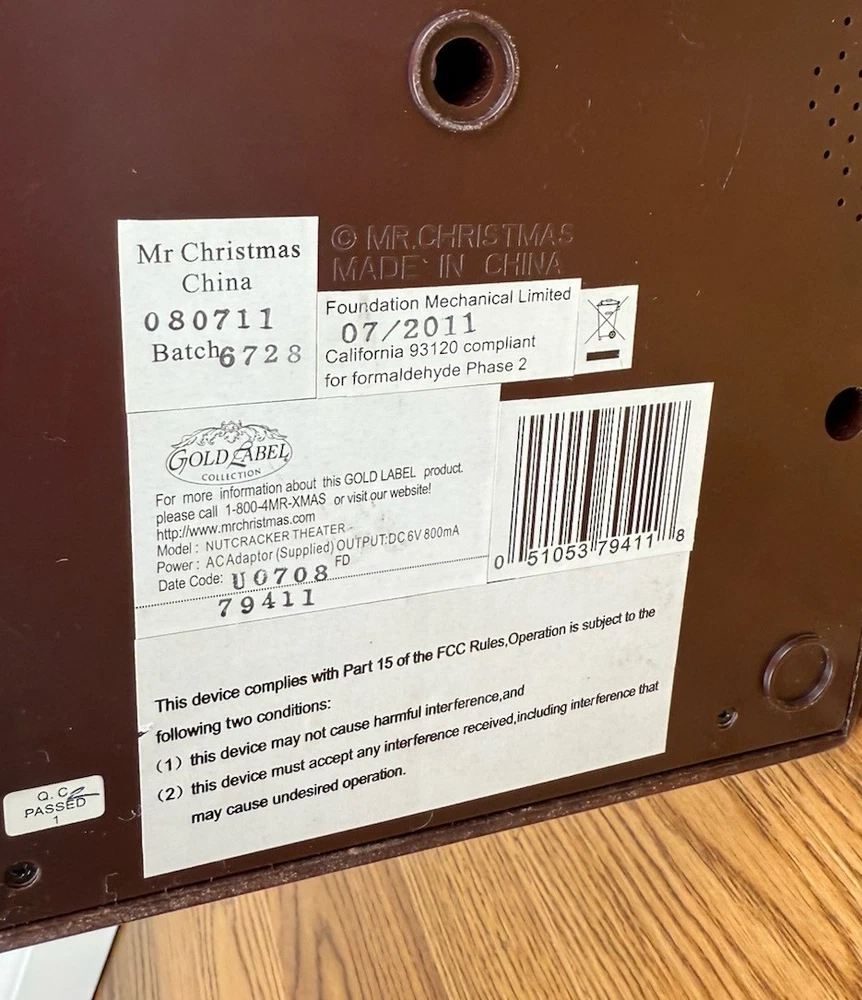 © MR.CHRISTMAS
MADE IN CHINA
Mr Christmas
China
080711
Batch 6728
Foundation Mechanical Limited
07/2011
California 93120 compliant
for formaldehyde Phase 2
GOLD LABEL
COLLECTION
For more information about this GOLD LABEL product.
please call 1-800-4MR-XMAS or visit our website!
http://www.mrchristmas.com
Model : NUTCRACKER THEATER
Power : AC Adaptor (Supplied) OUTPUT:DC 6V 800mA
Date Code: U0708 FD
79411
0 51053 79411 8
This device complies with Part 15 of the FCC Rules,Operation is subject to the
following two conditions:
(1) this device may not cause harmful interference,and
(2) this device must accept any interference received,including interference that
may cause undesired operation.
Q.C
PASSED
1